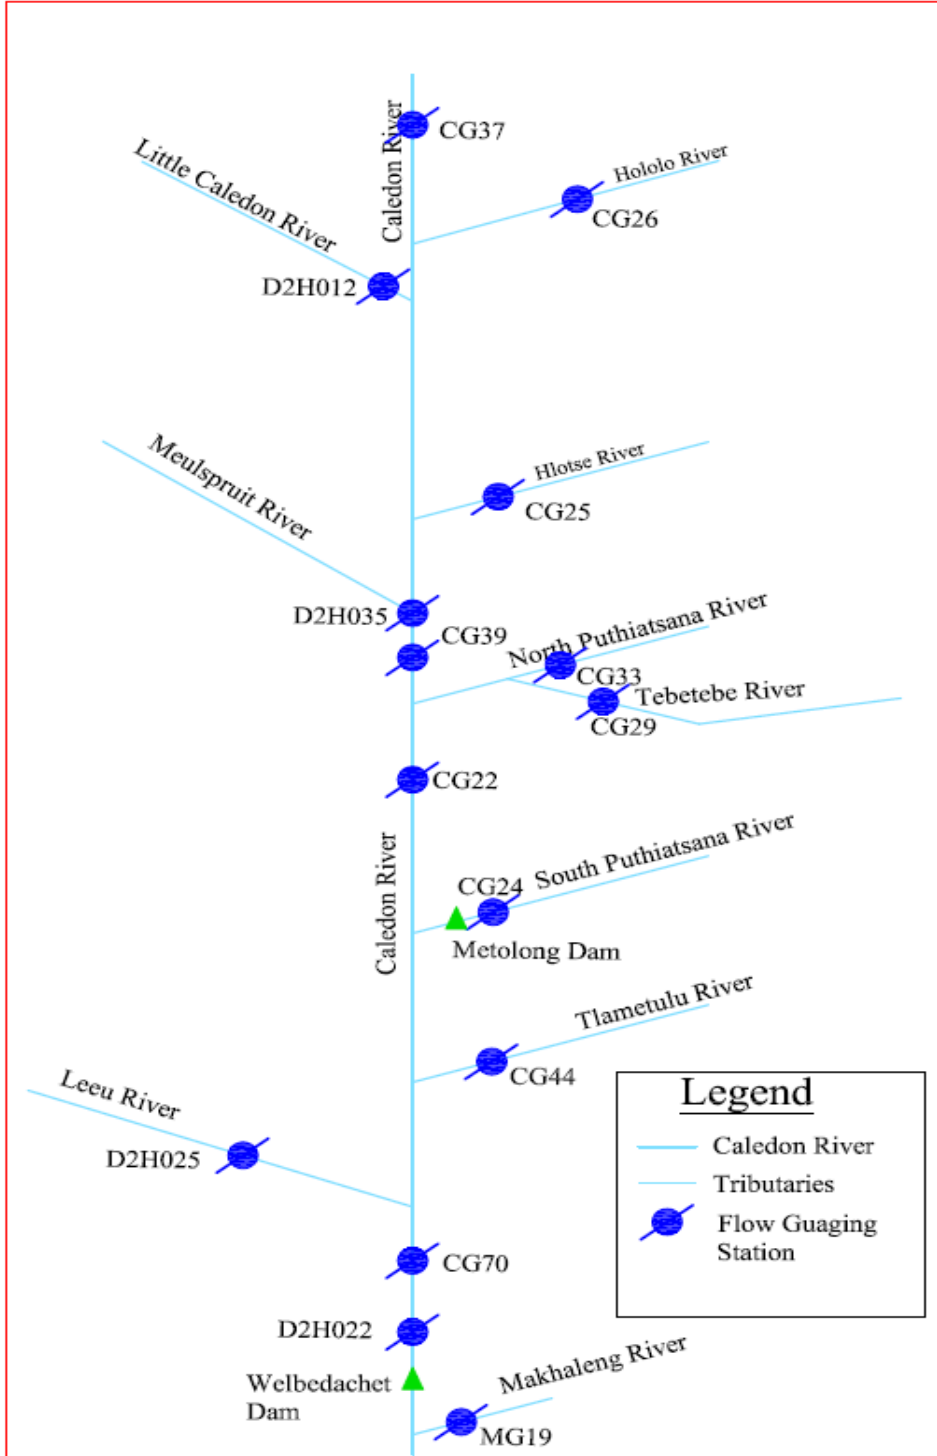 CG37
Caledon River
Little Caledon River
Hololo River
CG26
D2H012
Meulspruit River
Hlotse River
CG25
D2H035
CG39
North Puthiatsana River
CG33
Tebetebe River
CG29
CG22
Caledon River
South Puthiatsana River
CG24
Metolong Dam
Tlametulu River
CG44
Leeu River
D2H025
Legend
Caledon River
Tributaries
Flow Guaging
Station
CG70
D2H022
Welbedachet
Dam
Makhaleng River
MG19